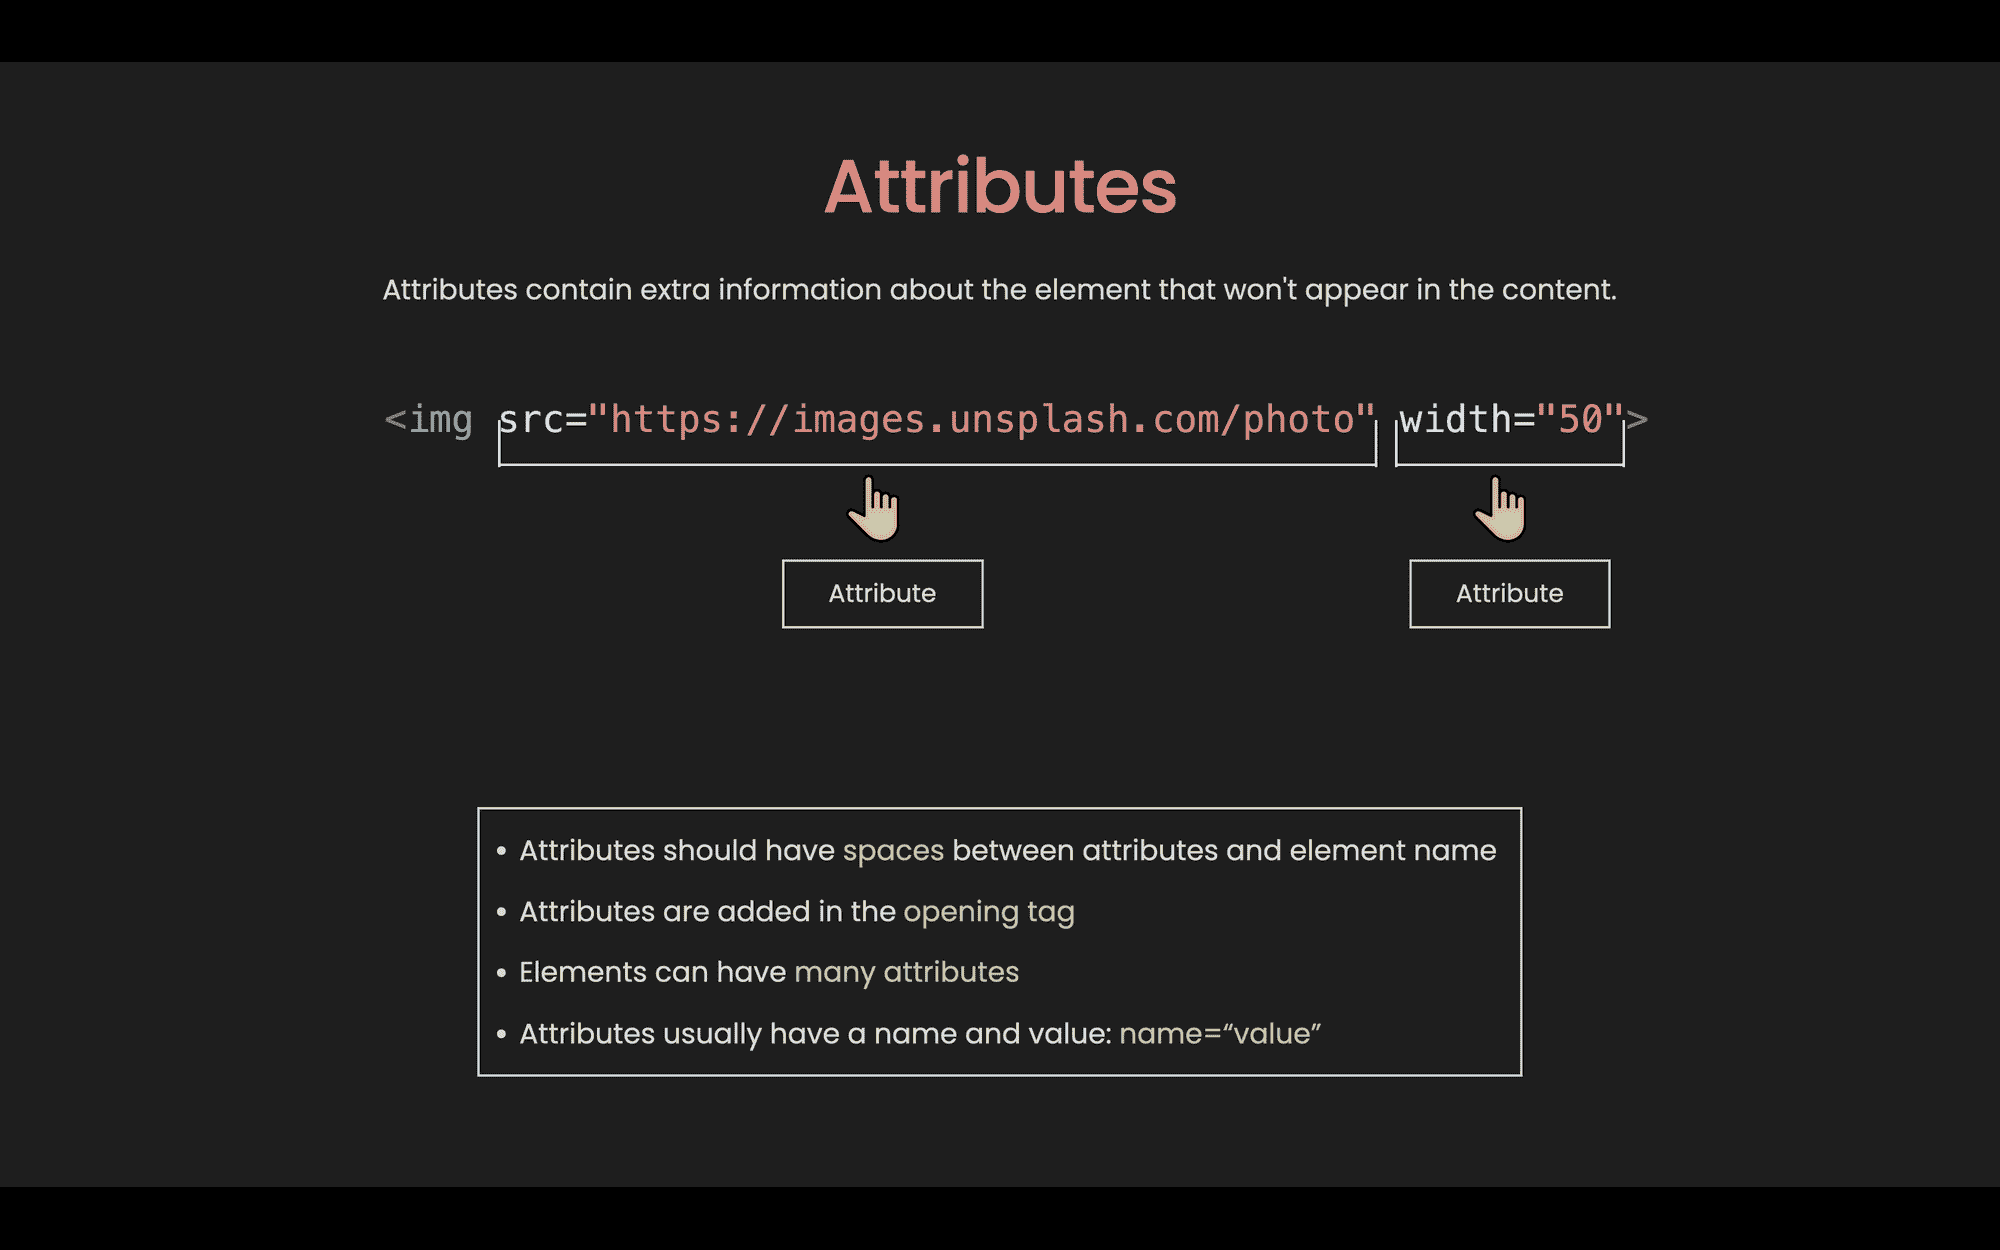 Attributes
Attributes contain extra information about the element that won't appear in the content.
<img src="https://images.unsplash.com/photo" width="50">
Attribute
Attribute
• Attributes should have spaces between attributes and element name
• Attributes are added in the opening tag
• Elements can have many attributes
• Attributes usually have a name and value: name=“value”